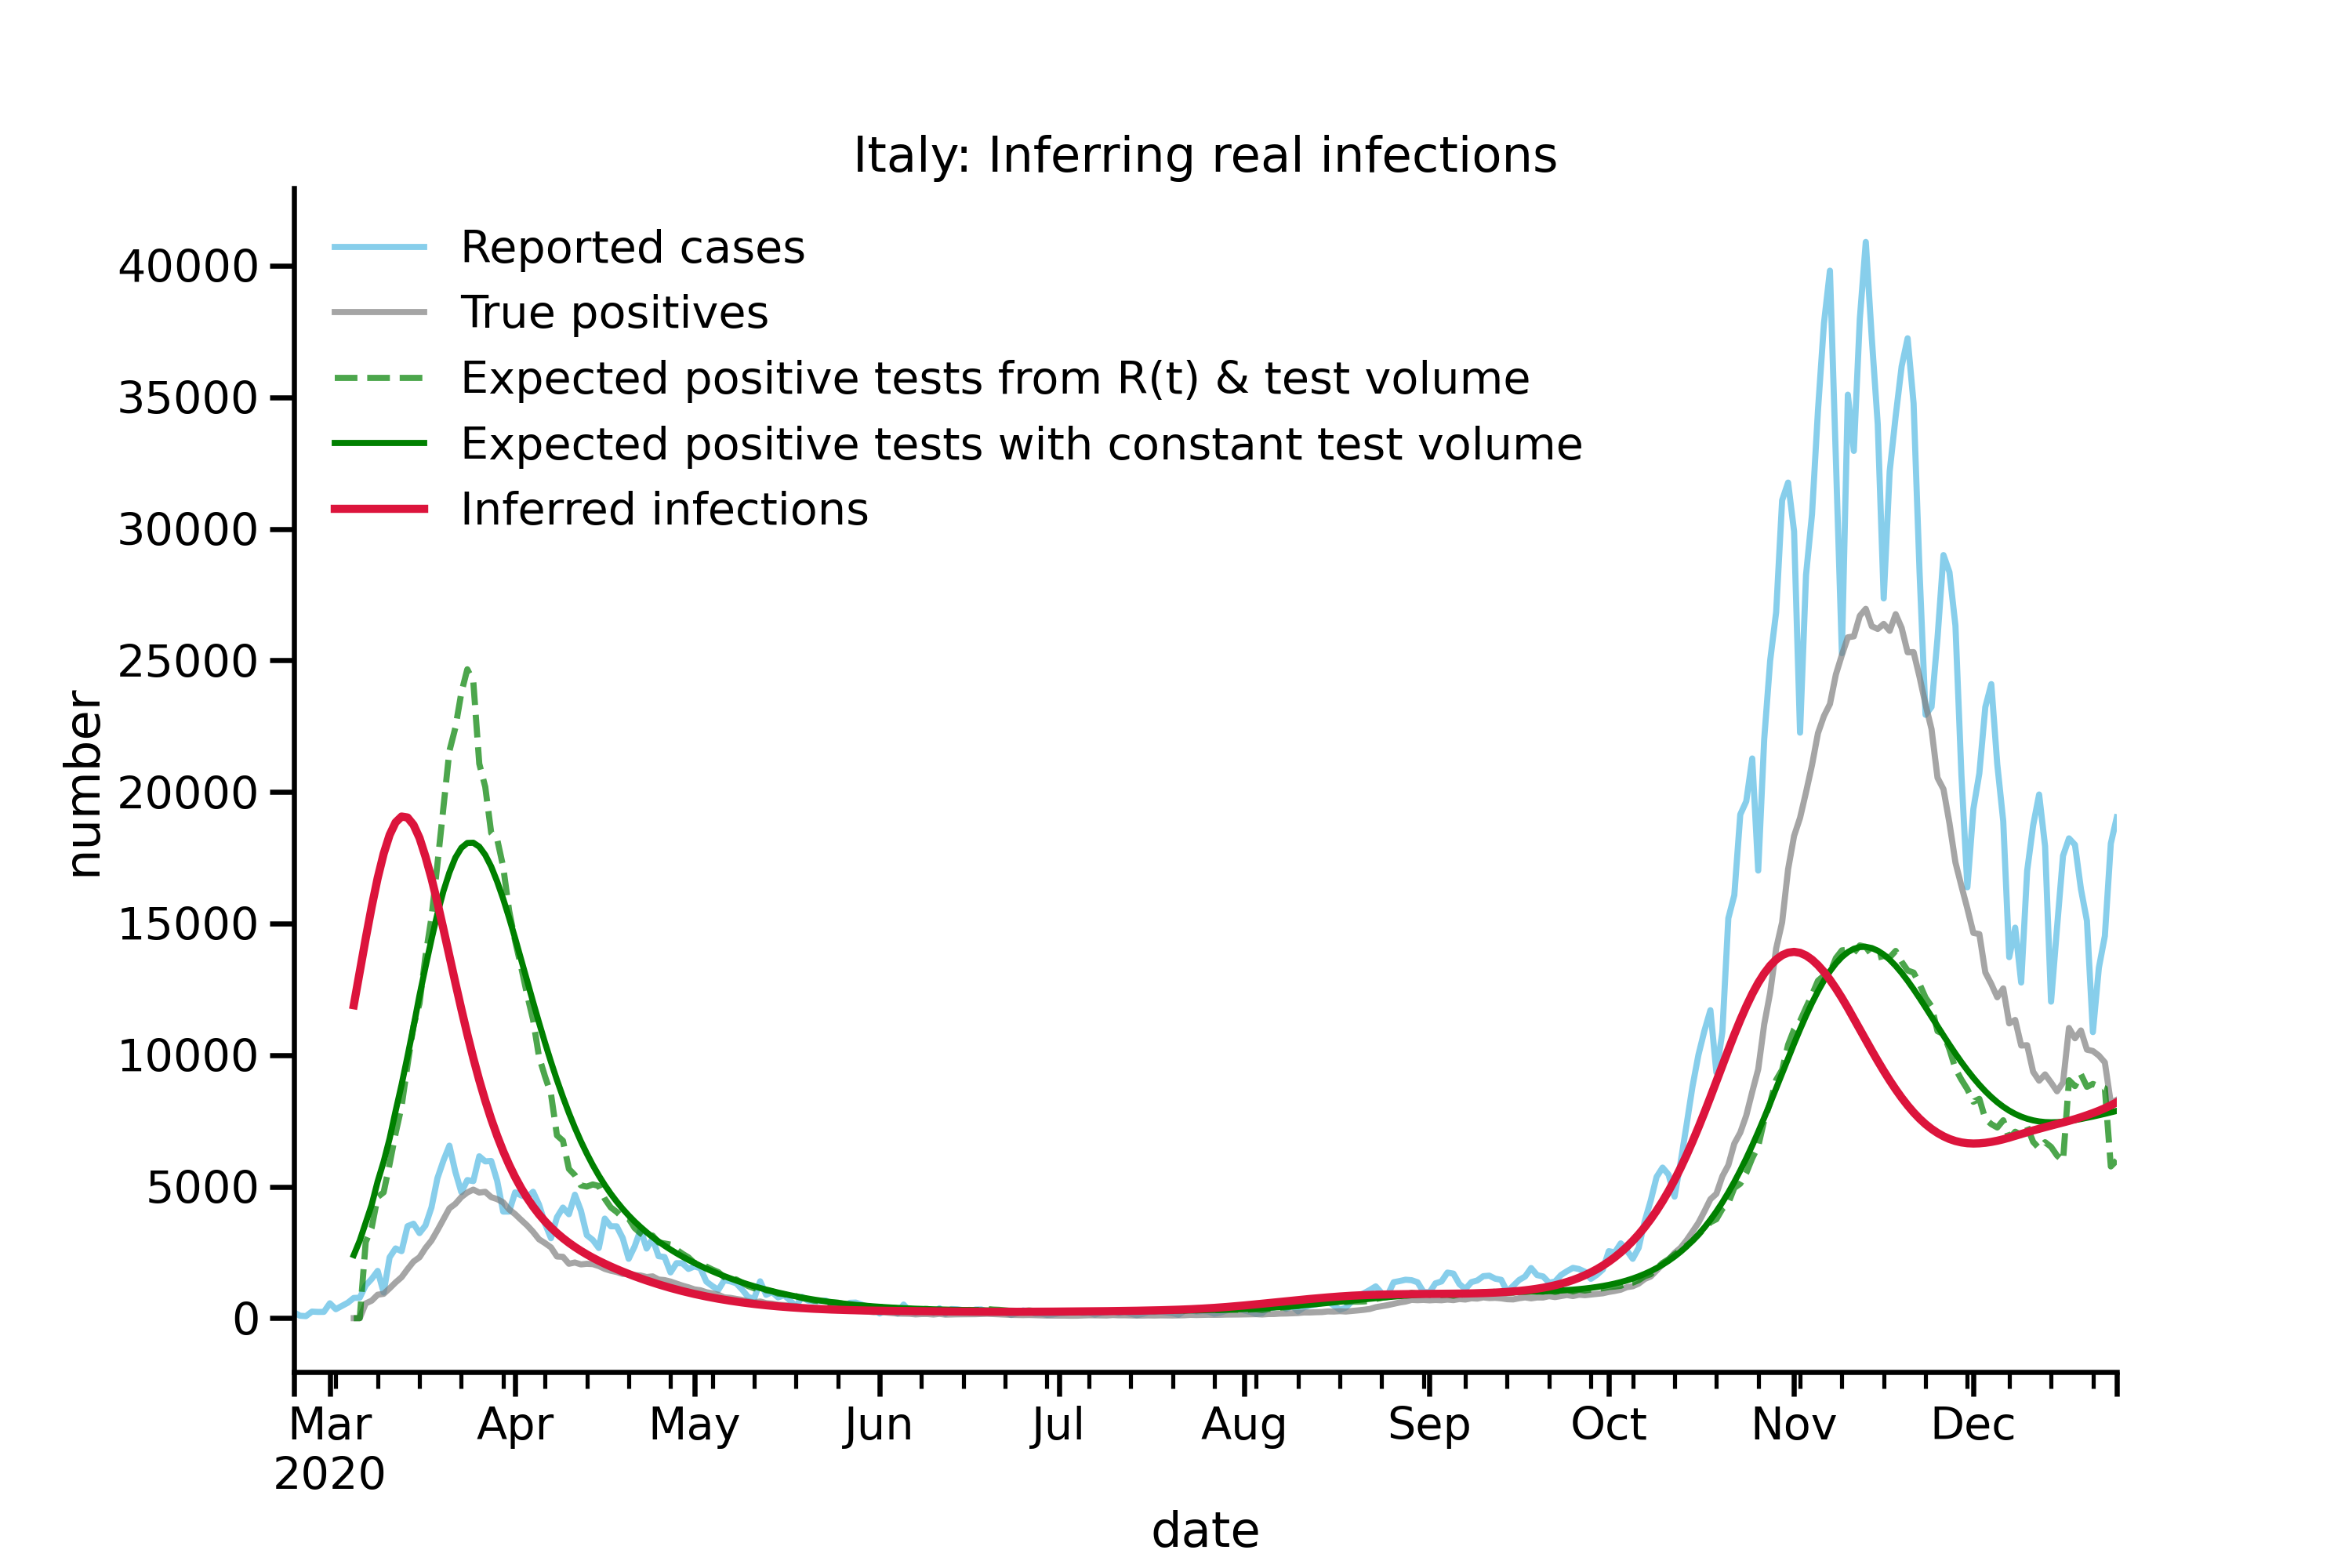 Italy: Inferring real infections
Reported cases
True positives
Expected positive tests from R(t) & test volume
Expected positive tests with constant test volume
Inferred infections
number
40000
35000
30000
25000
20000
15000
10000
5000
0
Mar Apr May Jun Jul Aug Sep Oct Nov Dec
2020
date